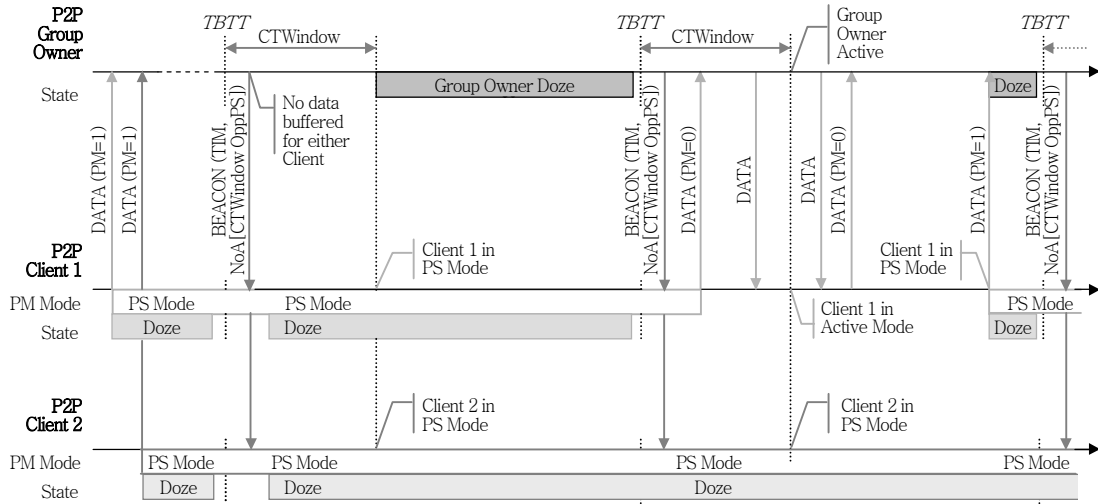 P2P
Group
Owner
TBTT
CTWindow
TBTT
CTWindow
Group
Owner
Active
TBTT
State
Group Owner Doze
Doze
DATA (PM=1)
DATA (PM=1)
BEACON (TIM,
NoA[CTWindow OppPS])
No data
buffered
for either
Client
BEACON (TIM,
NoA[CTWindow OppPS])
DATA (PM=0)
DATA
DATA
DATA (PM=0)
DATA (PM=1)
BEACON (TIM,
NoA[CTWindow OppPS])
P2P
Client 1
Client 1 in
PS Mode
Client 1 in
PS Mode
PM Mode
PS Mode
PS Mode
Client 1 in
Active Mode
PS Mode
State
Doze
Doze
Doze
P2P
Client 2
Client 2 in
PS Mode
Client 2 in
PS Mode
PM Mode
PS Mode
PS Mode
PS Mode
PS Mode
State
Doze
Doze
Doze